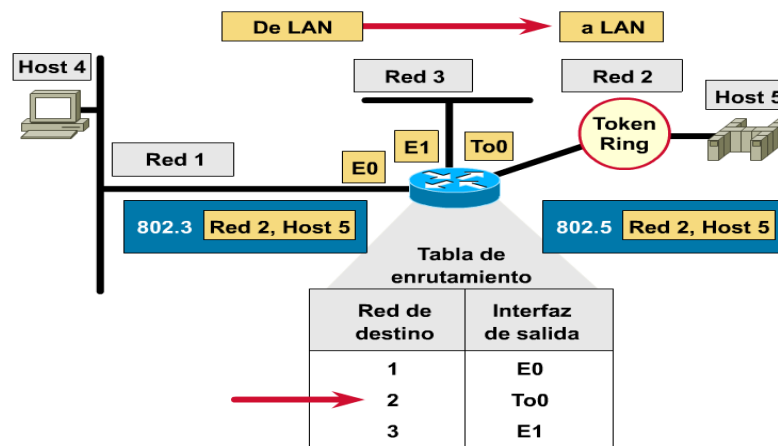 De LAN
a LAN
Host 4
Red 3
Red 2
Host 5
Token
Ring
Red 1
E0
E1
To0
802.3 Red 2, Host 5
802.5 Red 2, Host 5
Tabla de
enrutamiento
Red de
destino
Interfaz
de salida
1 E0
2 To0
3 E1